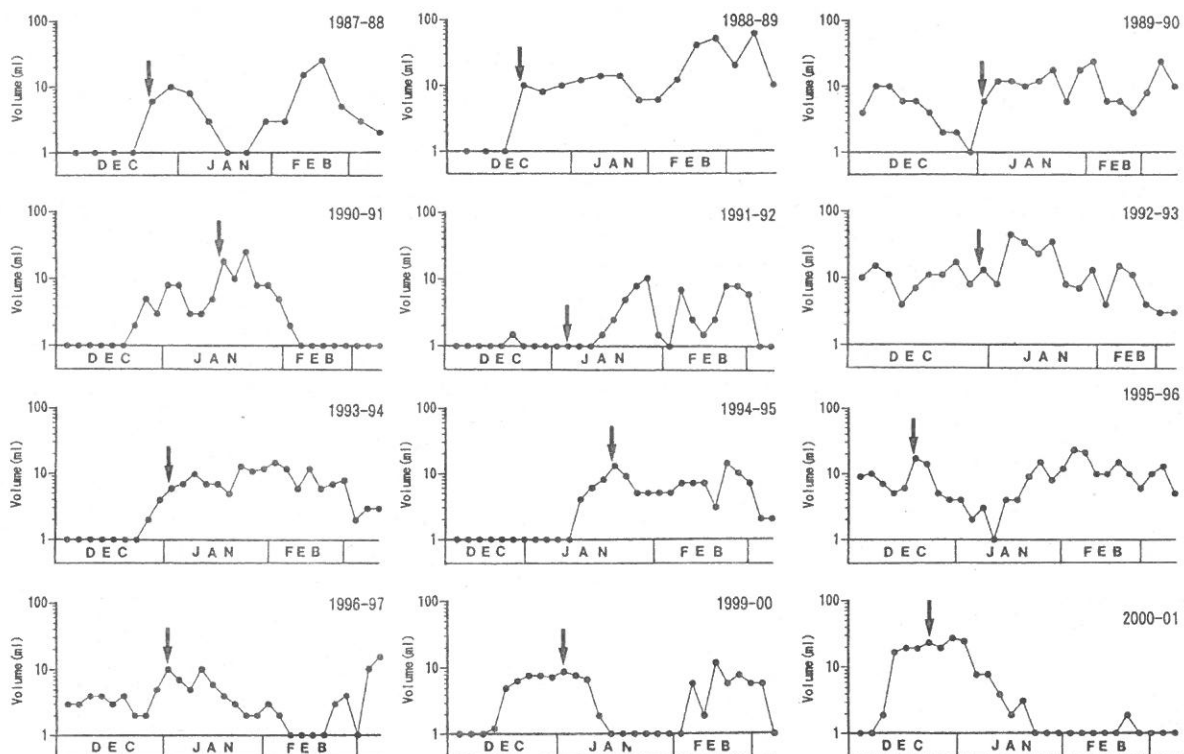 1987-88
Volume(ml)
100
10
1
DEC JAN FEB
1988-89
Volume(ml)
100
10
1
DEC JAN FEB
1989-90
Volume(ml)
100
10
1
DEC JAN FEB
1990-91
Volume(ml)
100
10
1
DEC JAN FEB
1991-92
Volume(ml)
100
10
1
DEC JAN FEB
1992-93
Volume(ml)
100
10
1
DEC JAN FEB
1993-94
Volume(ml)
100
10
1
DEC JAN FEB
1994-95
Volume(ml)
100
10
1
DEC JAN FEB
1995-96
Volume(ml)
100
10
1
DEC JAN FEB
1996-97
Volume(ml)
100
10
1
DEC JAN FEB
1999-00
Volume(ml)
100
10
1
DEC JAN FEB
2000-01
Volume(ml)
100
10
1
DEC JAN FEB